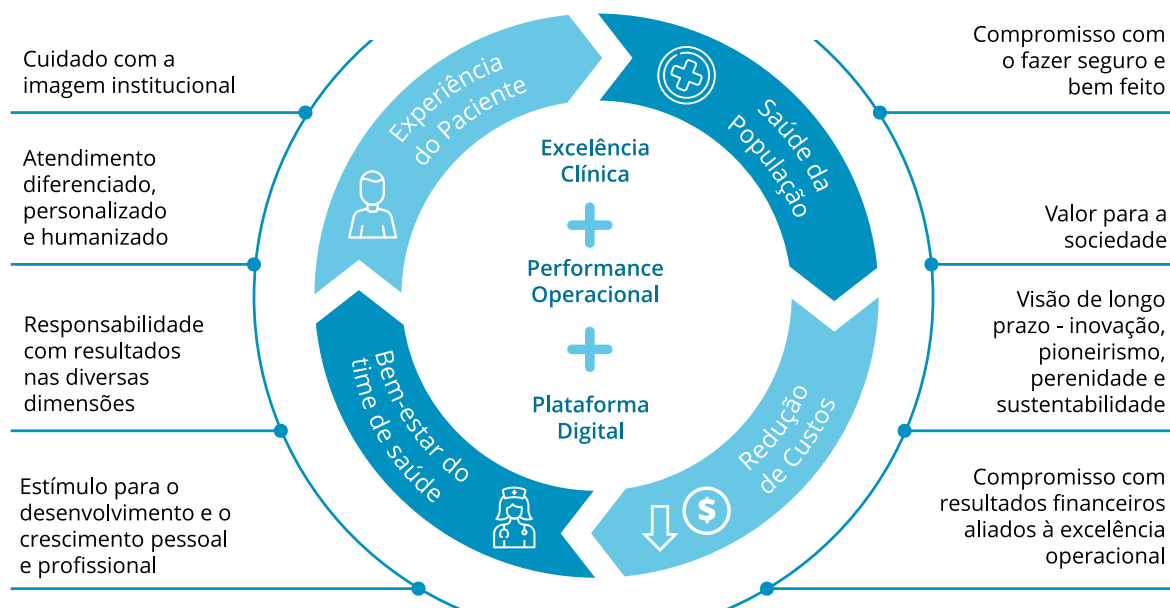 Cuidado com a
imagem institucional
Atendimento
diferenciado,
personalizado
e humanizado
Responsabilidade
com resultados
nas diversas
dimensões
Estímulo para o
desenvolvimento e o
crescimento pessoal
e profissional
Experiência
do Paciente
Saúde da
População
Redução
de Custos
$
Bem-estar do
time de saúde
Excelência
Clínica
+
Performance
Operacional
+
Plataforma
Digital
Compromisso com
o fazer seguro e
bem feito
Valor para a
sociedade
Visão de longo
prazo - inovação,
pioneirismo,
perenidade e
sustentabilidade
Compromisso com
resultados financeiros
aliados à excelência
operacional